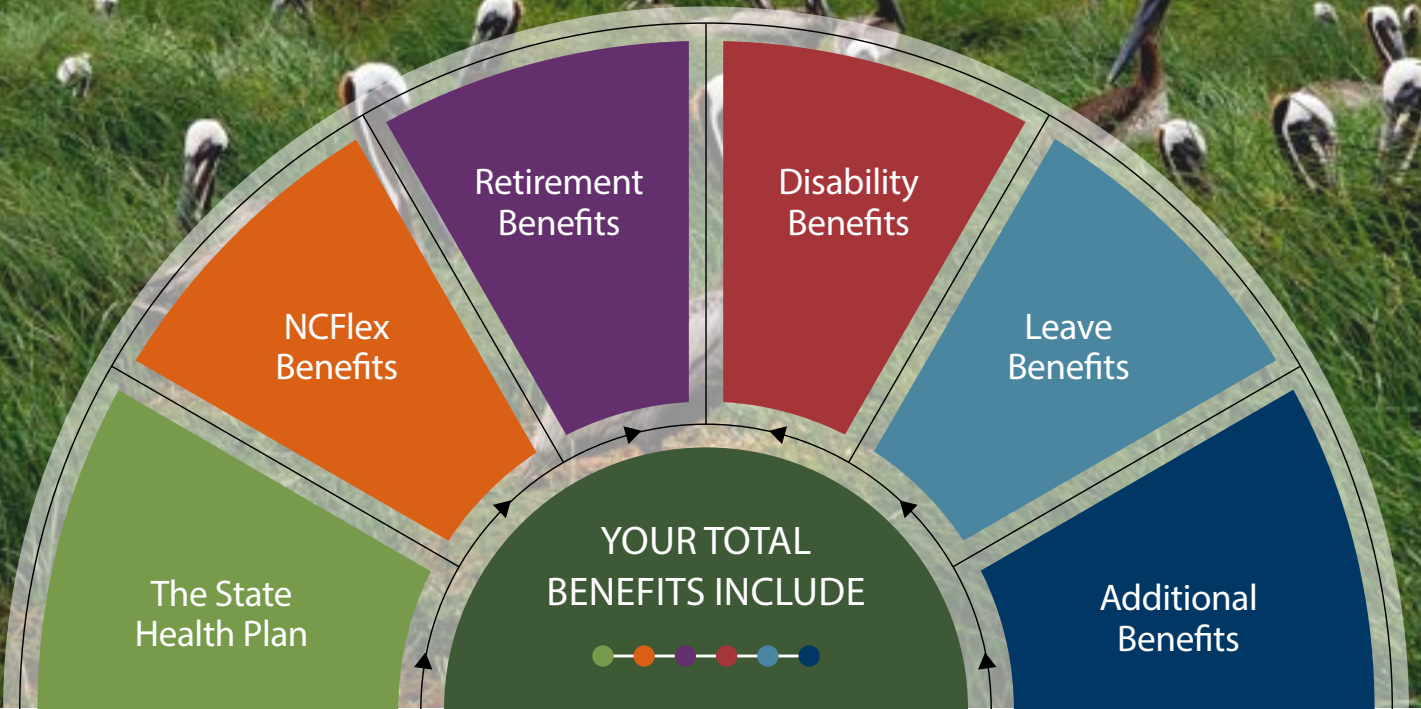 Retirement
Benefits
Disability
Benefits
NCFlex
Benefits
Leave
Benefits
The State
Health Plan
YOUR TOTAL
BENEFITS INCLUDE
Additional
Benefits